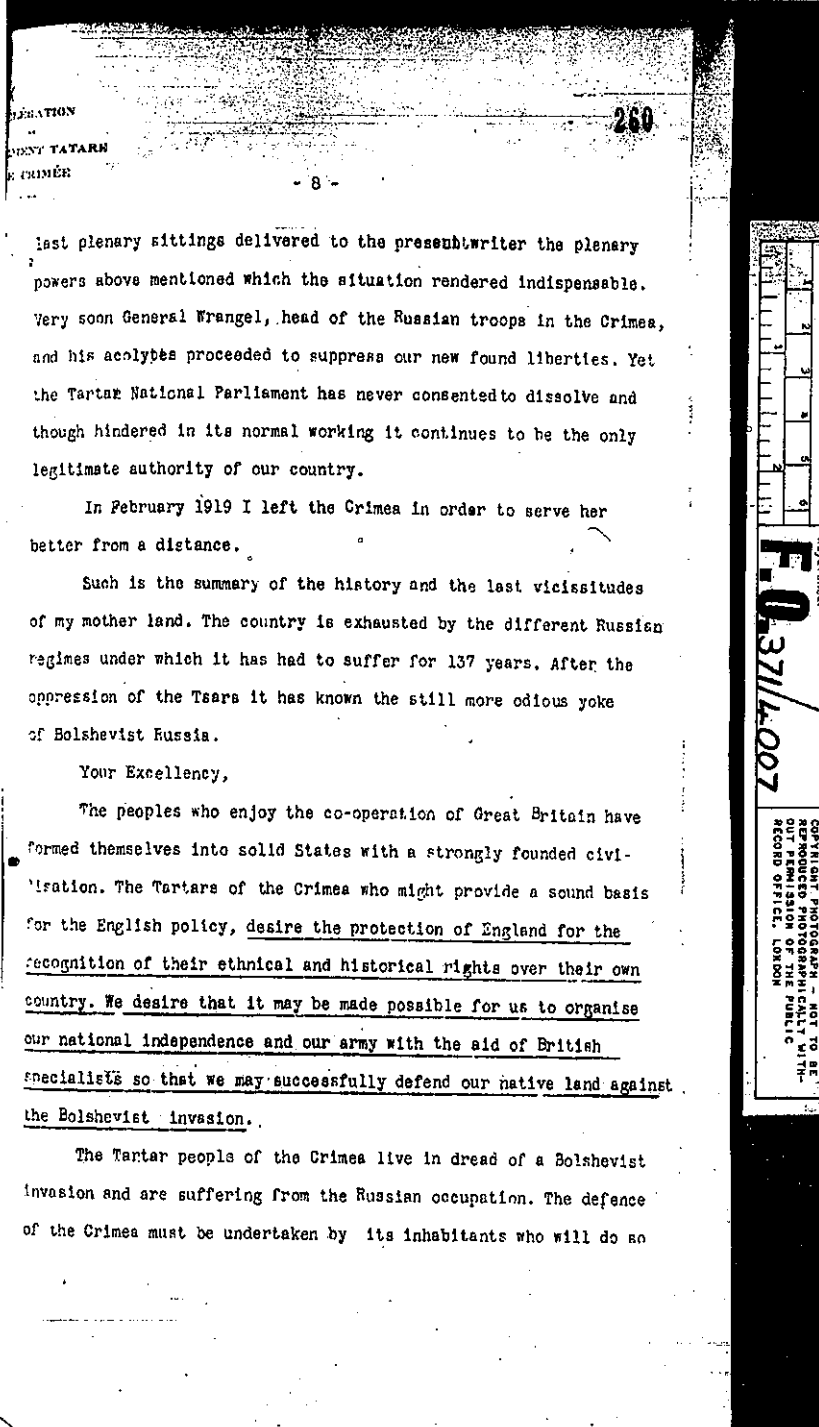 260
TATARE
CRIMÉE
- 8 -
last plenary sittings delivered to the presenhtwriter the plenary
powers above mentioned which the situation rendered indispensable.
Very soon General Wrangel, head of the Russian troops in the Crimea,
and his acolytes proceeded to suppress our new found liberties. Yet
the Tartar National Parliament has never consented to dissolve and
though hindered in its normal working it continues to be the only
legitimate authority of our country.
In February 1919 I left the Crimea in order to serve her
better from a distance.
Such is the summary of the history and the last vicissitudes
of my mother land. The country is exhausted by the different Russian
regimes under which it has had to suffer for 137 years. After the
oppression of the Tsars it has known the still more odious yoke
of Bolshevist Russia.
Your Excellency,
The peoples who enjoy the co-operation of Great Britain have
formed themselves into solid States with a strongly founded civi-
lisation. The Tartars of the Crimea who might provide a sound basis
for the English policy, desire the protection of England for the
recognition of their ethnical and historical rights over their own
country. We desire that it may be made possible for us to organise
our national independence and our army with the aid of British
specialists so that we may successfully defend our native land against
the Bolshevist invasion.
The Tartar people of the Crimea live in dread of a Bolshevist
invasion and are suffering from the Russian occupation. The defence
of the Crimea must be undertaken by its inhabitants who will do so
1
2
3
4
5
6
1
2
F.O.
371/4007
COPYRIGHT PHOTOGRAPH - NOT TO BE
REPRODUCED PHOTOGRAPHICALLY WITH-
OUT PERMISSION OF THE PUBLIC
RECORD OFFICE, LONDON